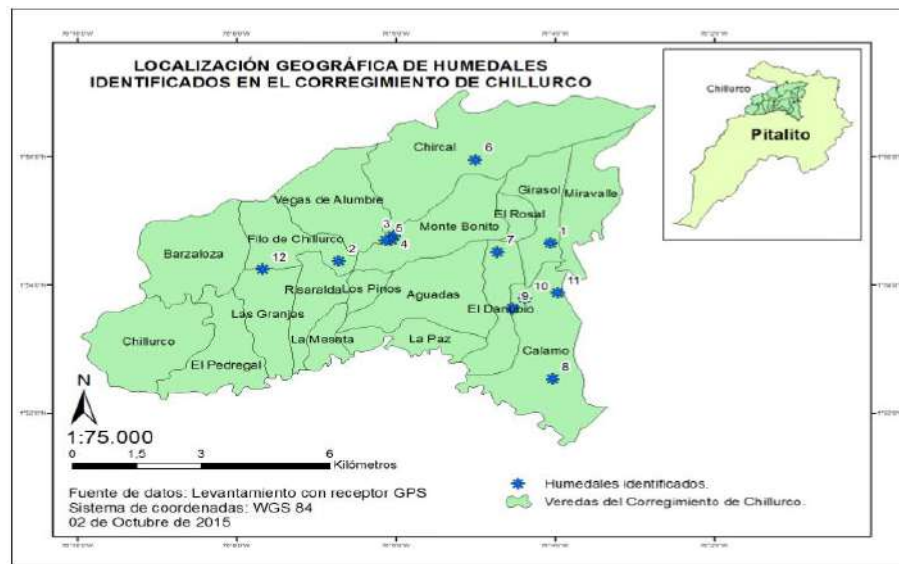 LOCALIZACIÓN GEOGRÁFICA DE HUMEDALES
IDENTIFICADOS EN EL CORREGIMIENTO DE CHILLURCO
Chillurco
Pitalito
Chircal
6
Girasol
Miravalle
Vegas de Alumbre
El Rosal
3
5
4
Monte Bonito
7
1
Barzaloza
Filo de Chillurco
2
12
Risaralda
Los Pinos
Aguadas
10
11
9
El Danubio
Las Granjas
Chillurco
El Pedregal
La Meseta
La Paz
Calamo
8
N
1:75.000
0 1,5 3 6
Kilómetros
Fuente de datos: Levantamiento con receptor GPS
Sistema de coordenadas: WGS 84
02 de Octubre de 2015
Humedales identificados.
Veredas del Corregimiento de Chillurco.